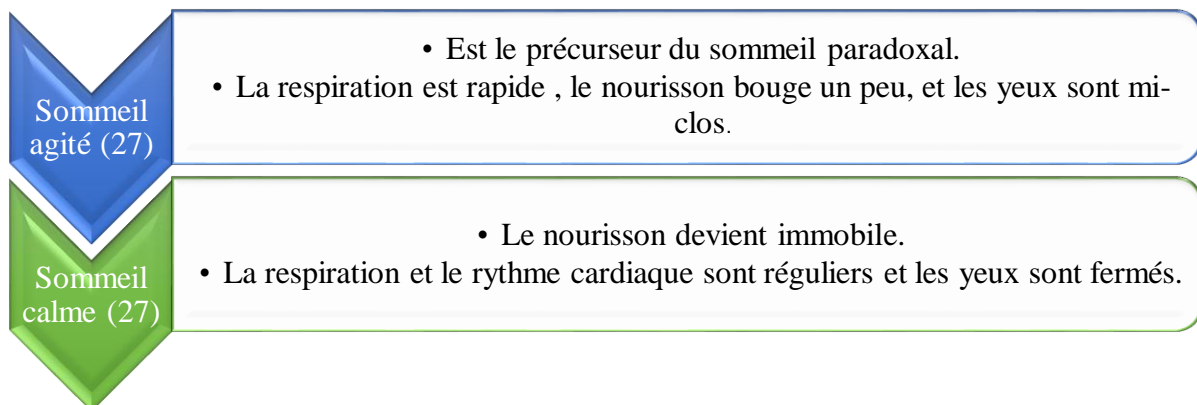 Sommeil
agité (27)
• Est le précurseur du sommeil paradoxal.
• La respiration est rapide , le nourisson bouge un peu, et les yeux sont mi-
clos.
Sommeil
calme (27)
• Le nourisson devient immobile.
• La respiration et le rythme cardiaque sont réguliers et les yeux sont fermés.